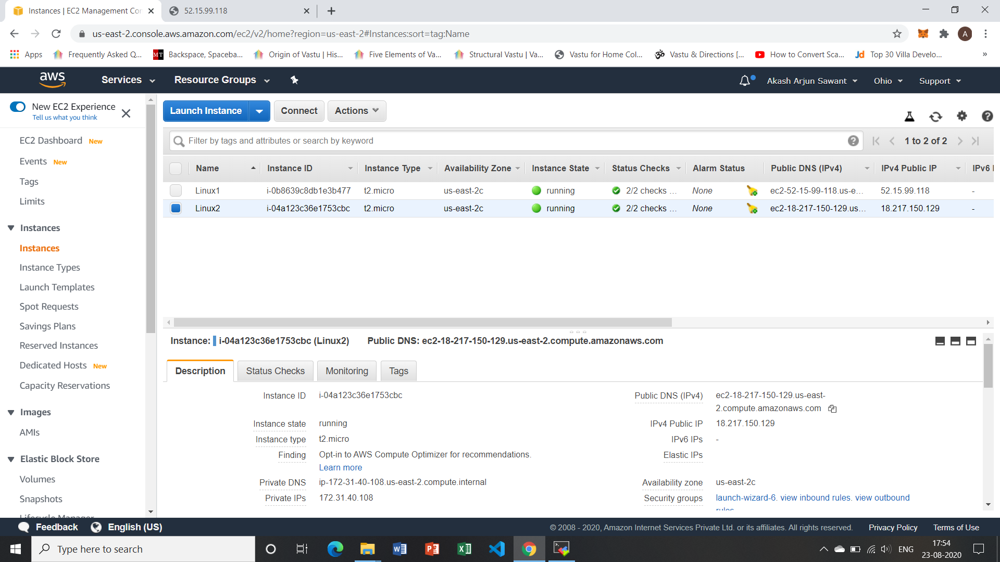 Instances | EC2 Management Con
52.15.99.118
us-east-2.console.aws.amazon.com/ec2/v2/home?region=us-east-2#Instances:sort=tag:Name
A
Apps
Frequently Asked Q...
MT
Backspace, Spaceba...
Origin of Vastu | His...
Five Elements of Va...
Structural Vastu | Va...
Vastu for Home Col...
Vastu & Directions [...
How to Convert Sca...
Jd
Top 30 Villa Develo...
»
aws
Services
Resource Groups
Akash Arjun Sawant
Ohio
Support
New EC2 Experience
Tell us what you think
Launch Instance
Connect
Actions
EC2 Dashboard New
Events New
Tags
Limits
Instances
Instances
Instance Types
Launch Templates
Spot Requests
Savings Plans
Reserved Instances
Dedicated Hosts New
Capacity Reservations
Images
AMIs
Elastic Block Store
Volumes
Snapshots
Lifecycle Manager
Filter by tags and attributes or search by keyword
1 to 2 of 2
Name Instance ID Instance Type Availability Zone Instance State Status Checks Alarm Status Public DNS (IPv4) IPv4 Public IP IPv6 I
Linux1 i-0b8639c8db1e3b477 t2.micro us-east-2c running 2/2 checks ... None ec2-52-15-99-118.us-e... 52.15.99.118 -
Linux2 i-04a123c36e1753cbc t2.micro us-east-2c running 2/2 checks ... None ec2-18-217-150-129.us... 18.217.150.129 -
Instance: i-04a123c36e1753cbc (Linux2) Public DNS: ec2-18-217-150-129.us-east-2.compute.amazonaws.com
Description
Status Checks
Monitoring
Tags
Instance ID i-04a123c36e1753cbc
Instance state running
Instance type t2.micro
Finding Opt-in to AWS Compute Optimizer for recommendations.
Learn more
Private DNS ip-172-31-40-108.us-east-2.compute.internal
Private IPs 172.31.40.108
Public DNS (IPv4) ec2-18-217-150-129.us-east-
2.compute.amazonaws.com
IPv4 Public IP 18.217.150.129
IPv6 IPs -
Elastic IPs
Availability zone us-east-2c
Security groups launch-wizard-6. view inbound rules. view outbound
rules
Feedback
English (US)
© 2008 - 2020, Amazon Internet Services Private Ltd. or its affiliates. All rights reserved.
Privacy Policy
Terms of Use
Type here to search
ENG
17:54
23-08-2020